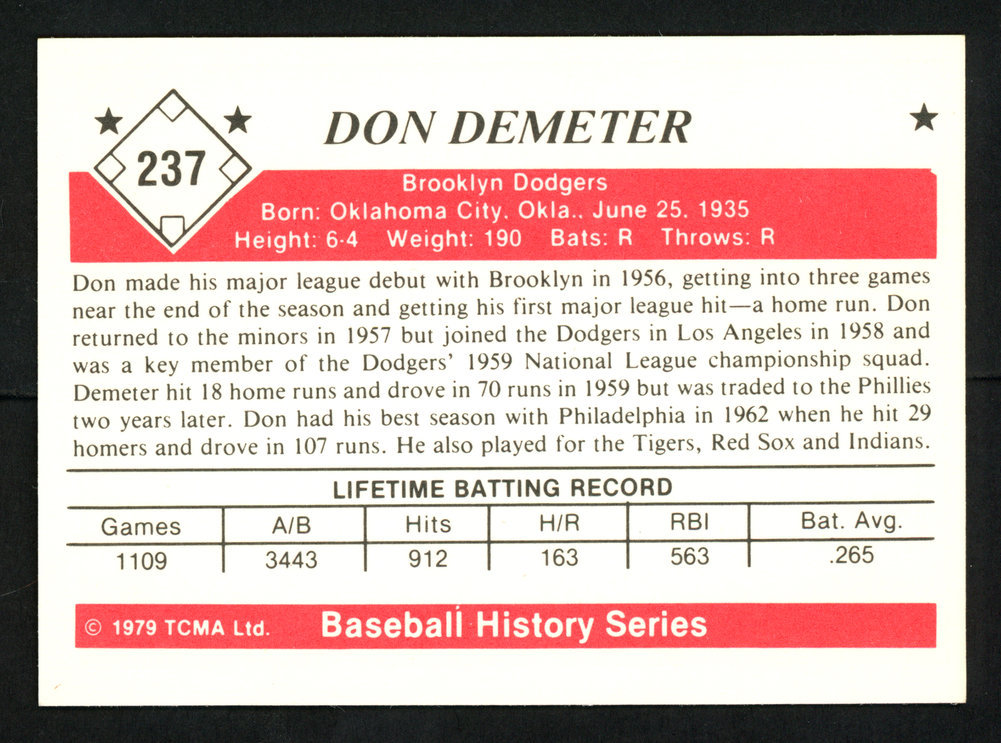 DON DEMETER
237
Brooklyn Dodgers
Born: Oklahoma City, Okla., June 25, 1935
Height: 6-4 Weight: 190 Bats: R Throws: R
Don made his major league debut with Brooklyn in 1956, getting into three games
near the end of the season and getting his first major league hit—a home run. Don
returned to the minors in 1957 but joined the Dodgers in Los Angeles in 1958 and
was a key member of the Dodgers' 1959 National League championship squad.
Demeter hit 18 home runs and drove in 70 runs in 1959 but was traded to the Phillies
two years later. Don had his best season with Philadelphia in 1962 when he hit 29
homers and drove in 107 runs. He also played for the Tigers, Red Sox and Indians.
LIFETIME BATTING RECORD
Games A/B Hits H/R RBI Bat. Avg.
1109 3443 912 163 563 .265
© 1979 TCMA Ltd. Baseball History Series